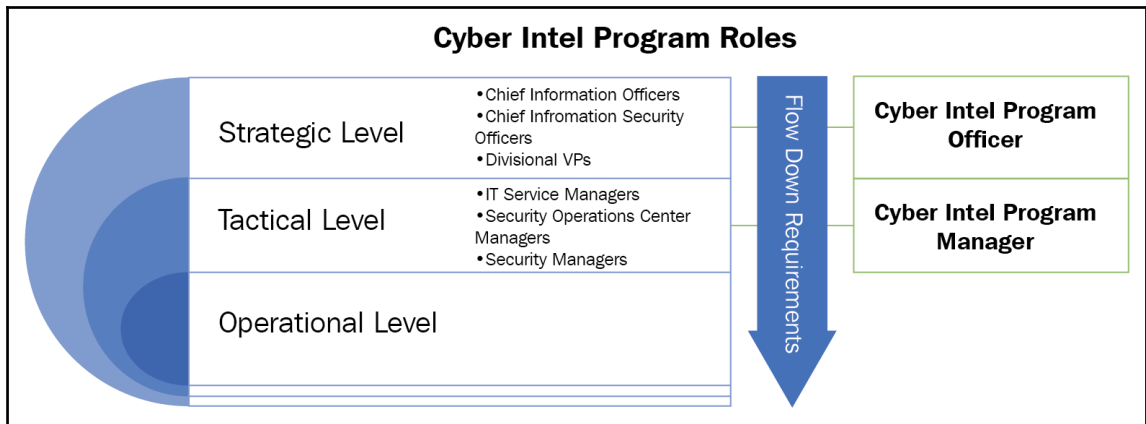 Cyber Intel Program Roles
Strategic Level
•Chief Information Officers
•Chief Infromation Security
Officers
•Divisional VPs
Tactical Level
•IT Service Managers
•Security Operations Center
Managers
•Security Managers
Operational Level
Flow Down Requirements
Cyber Intel Program
Officer
Cyber Intel Program
Manager